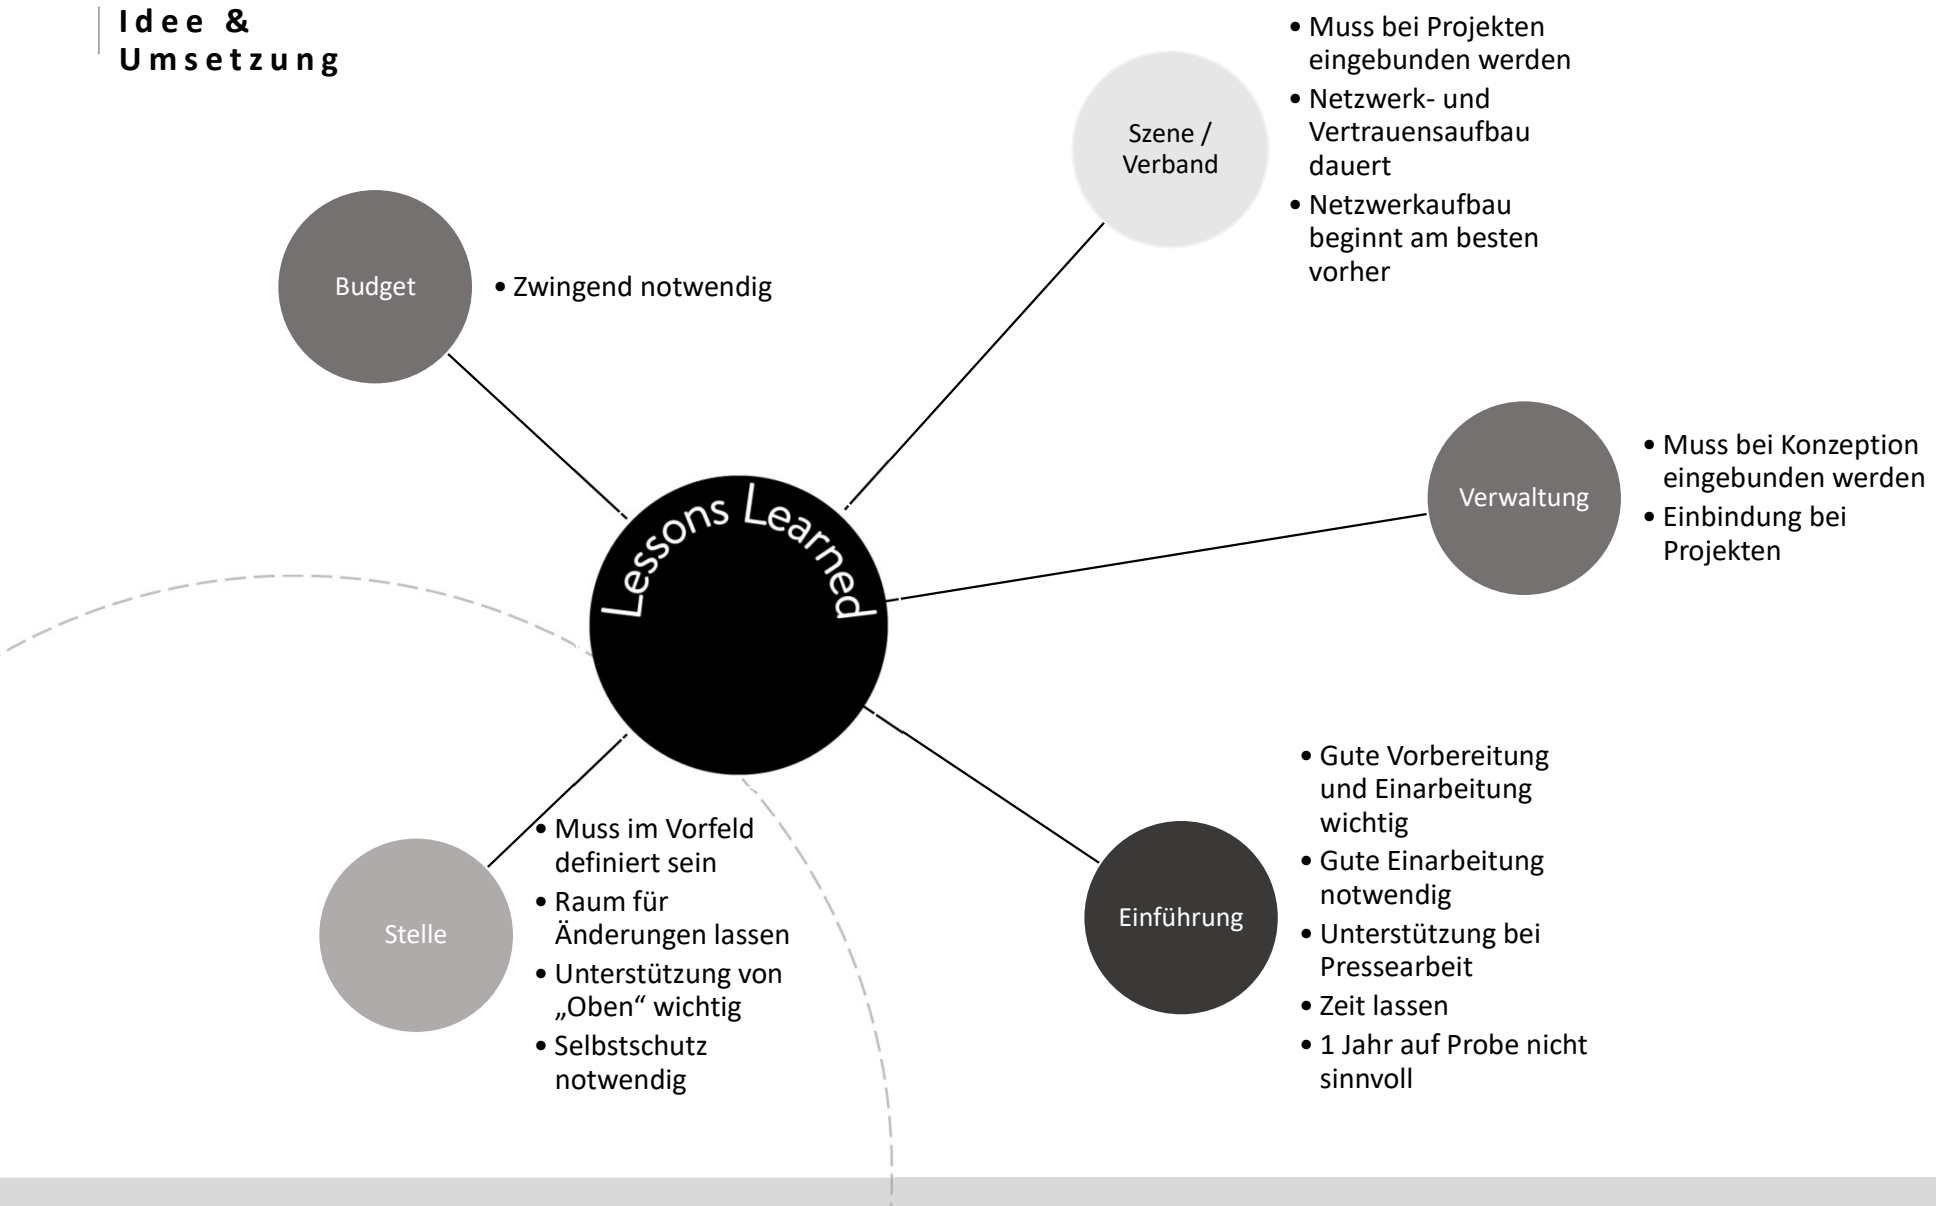 Idee &
Umsetzung
• Muss bei Projekten
eingebunden werden
• Netzwerk- und
Vertrauensaufbau
dauert
• Netzwerkaufbau
beginnt am besten
vorher
Szene /
Verband
Budget
• Zwingend notwendig
Verwaltung
• Muss bei Konzeption
eingebunden werden
• Einbindung bei
Projekten
Lessons Learned
Einführung
• Gute Vorbereitung
und Einarbeitung
wichtig
• Gute Einarbeitung
notwendig
• Unterstützung bei
Pressearbeit
• Zeit lassen
• 1 Jahr auf Probe nicht
sinnvoll
Stelle
• Muss im Vorfeld
definiert sein
• Raum für
Änderungen lassen
• Unterstützung von
„Oben“ wichtig
• Selbstschutz
notwendig